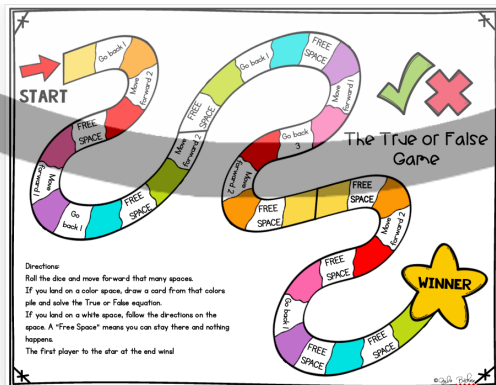 START
Go back 1
Move
forward 2
FREE
SPACE
Move
forward 1
Go
back 1
FREE
SPACE
Move
forward 2
FREE
SPACE
Go back 1
FREE
SPACE
Move
forward 1
Go back
3
Move
forward 2
FREE
SPACE
FREE
SPACE
Move
forward 2
FREE
SPACE
Go back 1
FREE
SPACE
FREE
SPACE
WINNER
The True or False
Game
Directions:
Roll the dice and move forward that many spaces.
If you land on a color space, draw a card from that colors
pile and solve the True or False equation.
If you land on a white space, follow the directions on the
space. A "Free Space" means you can stay there and nothing
happens.
The first player to the star at the end wins!